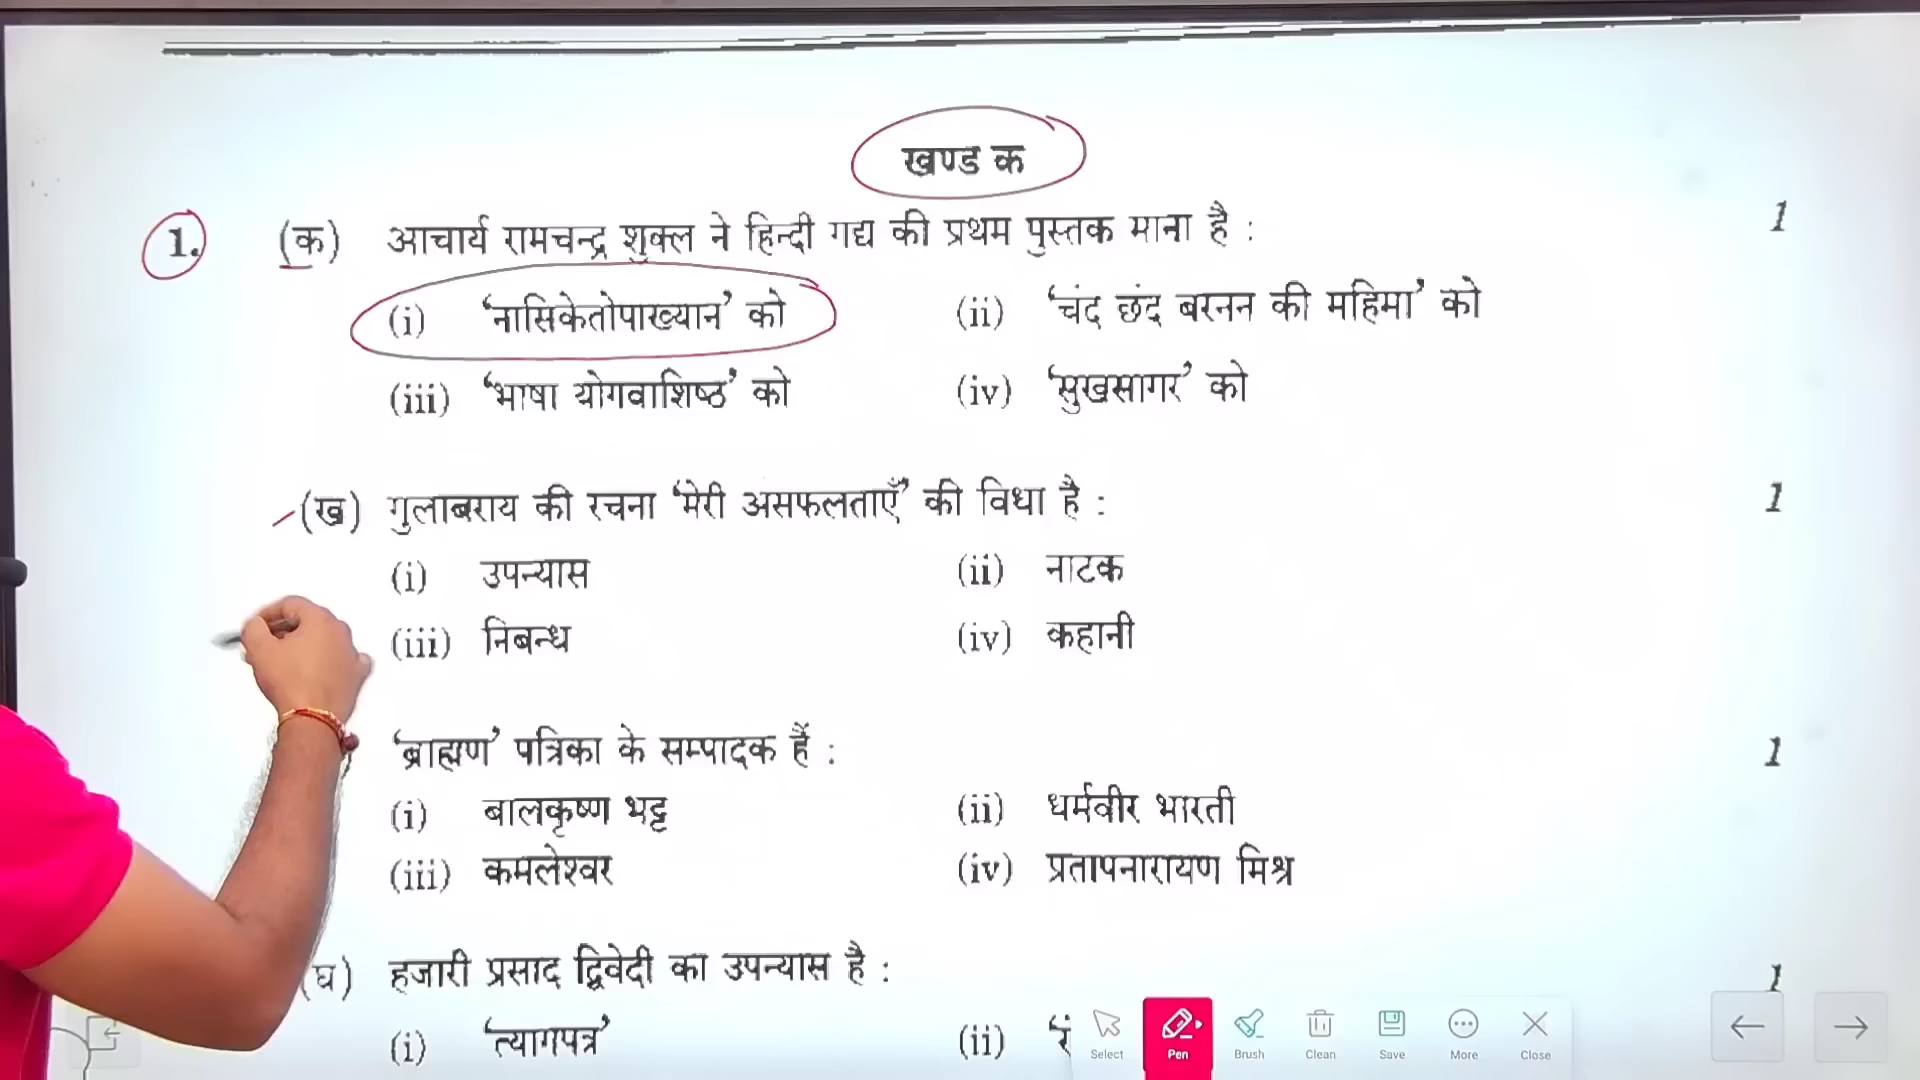 खण्ड क
1. (क) आचार्य रामचन्द्र शुक्ल ने हिन्दी गद्य की प्रथम पुस्तक माना है : 1
(i) ‘नासिकेतोपाख्यान’ को (ii) ‘चंद छंद बरनन की महिमा’ को
(iii) ‘भाषा योगवाशिष्ठ’ को (iv) ‘सुखसागर’ को
(ख) गुलाबराय की रचना ‘मेरी असफलताएँ’ की विधा है : 1
(i) उपन्यास (ii) नाटक
(iii) निबन्ध (iv) कहानी
‘ब्राह्मण’ पत्रिका के सम्पादक हैं : 1
(i) बालकृष्ण भट्ट (ii) धर्मवीर भारती
(iii) कमलेश्वर (iv) प्रतापनारायण मिश्र
(घ) हजारी प्रसाद द्विवेदी का उपन्यास है : 1
(i) ‘त्यागपत्र’ (ii)
Select Pen Brush Clean Save More Close